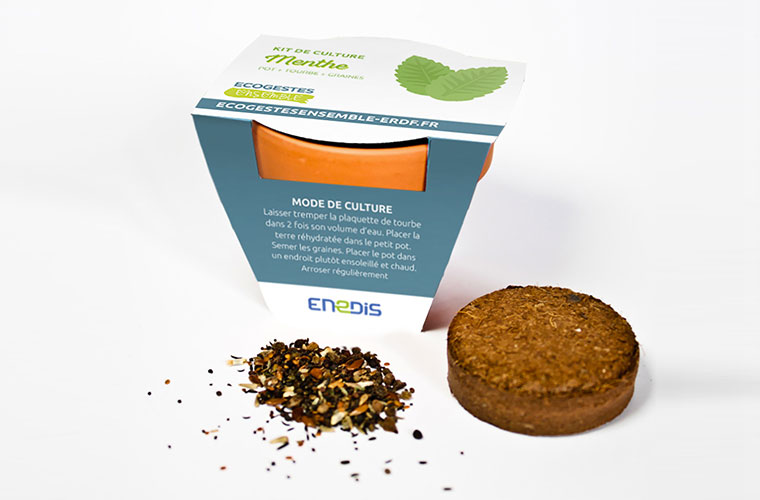 KIT DE CULTURE
Menthe
POT + TOURBE + GRAINES
ECOGESTES
ENSEMBLE
ECOGESTESENSEMBLE-ERDF.FR
MODE DE CULTURE
Laisser tremper la plaquette de tourbe
dans 2 fois son volume d'eau. Placer la
terre réhydratée dans le petit pot.
Semer les graines. Placer le pot dans
un endroit plutôt ensoleillé et chaud.
Arroser régulièrement
ENEDIS